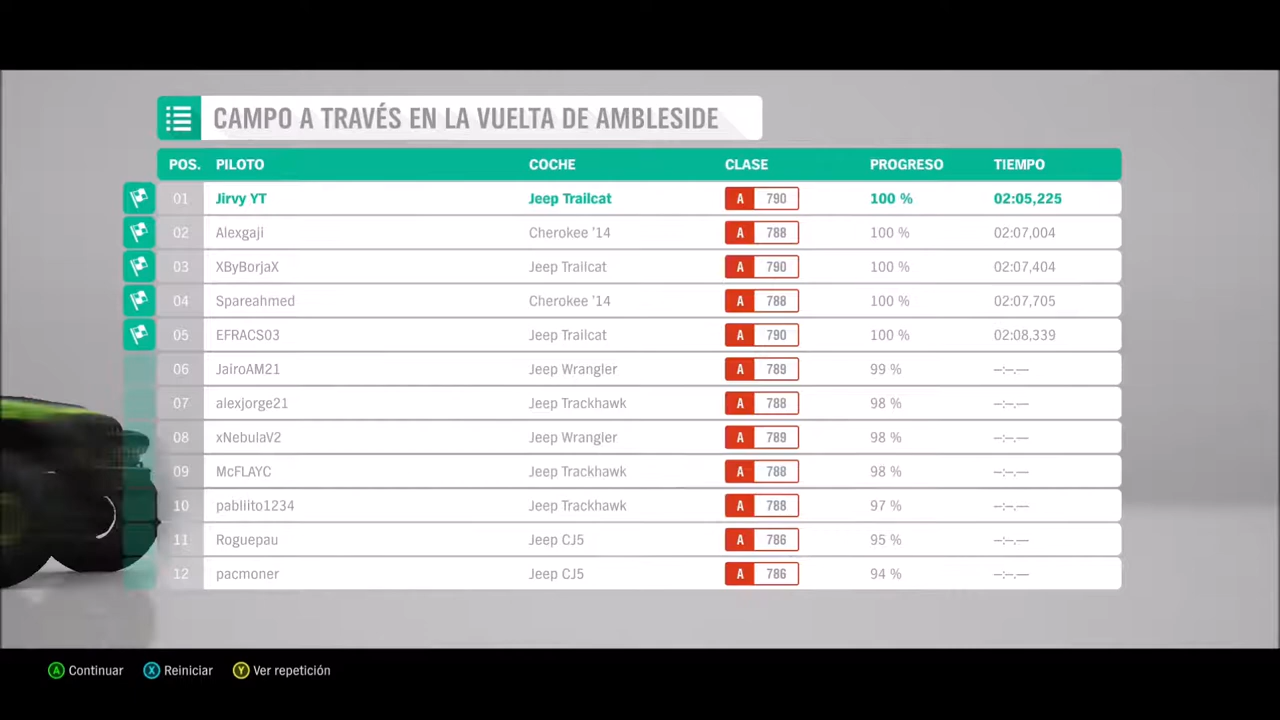 CAMPO A TRAVÉS EN LA VUELTA DE AMBLESIDE
POS. PILOTO COCHE CLASE PROGRESO TIEMPO
01 Jirvy YT Jeep Trailcat A 790 100 % 02:05,225
02 Alexgaji Cherokee '14 A 788 100 % 02:07,004
03 XByBorjaX Jeep Trailcat A 790 100 % 02:07,404
04 Spareahmed Cherokee '14 A 788 100 % 02:07,705
05 EFRACS03 Jeep Trailcat A 790 100 % 02:08,339
06 JairoAM21 Jeep Wrangler A 789 99 % --:--.---
07 alexjorge21 Jeep Trackhawk A 788 98 % --:--.---
08 xNebulaV2 Jeep Wrangler A 789 98 % --:--.---
09 McFLAYC Jeep Trackhawk A 788 98 % --:--.---
10 pabliito1234 Jeep Trackhawk A 788 97 % --:--.---
11 Roguepau Jeep CJ5 A 786 95 % --:--.---
12 pacmoner Jeep CJ5 A 786 94 % --:--.---
A Continuar X Reiniciar Y Ver repetición